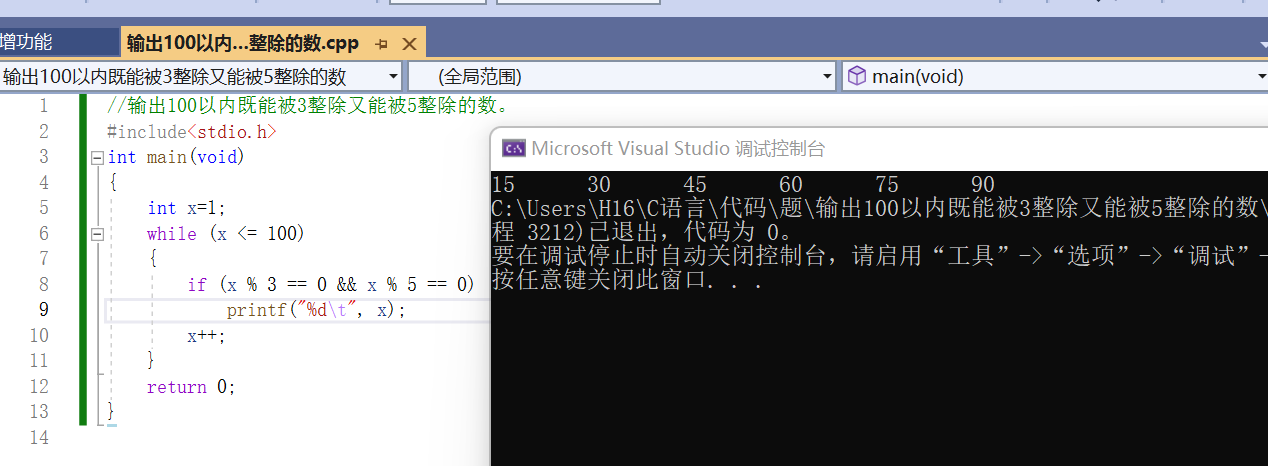 增功能
输出100以内...整除的数.cpp
输出100以内既能被3整除又能被5整除的数
(全局范围)
main(void)
1 //输出100以内既能被3整除又能被5整除的数。
2 #include<stdio.h>
3 int main(void)
4 {
5 int x=1;
6 while (x <= 100)
7 {
8 if (x % 3 == 0 && x % 5 == 0)
9 printf("%d\t", x);
10 x++;
11 }
12 return 0;
13 }
14
Microsoft Visual Studio 调试控制台
15 30 45 60 75 90
C:\Users\H16\C语言\代码\题\输出100以内既能被3整除又能被5整除的数\
程 3212)已退出，代码为 0。
要在调试停止时自动关闭控制台，请启用“工具”->“选项”->“调试”-
按任意键关闭此窗口. . .